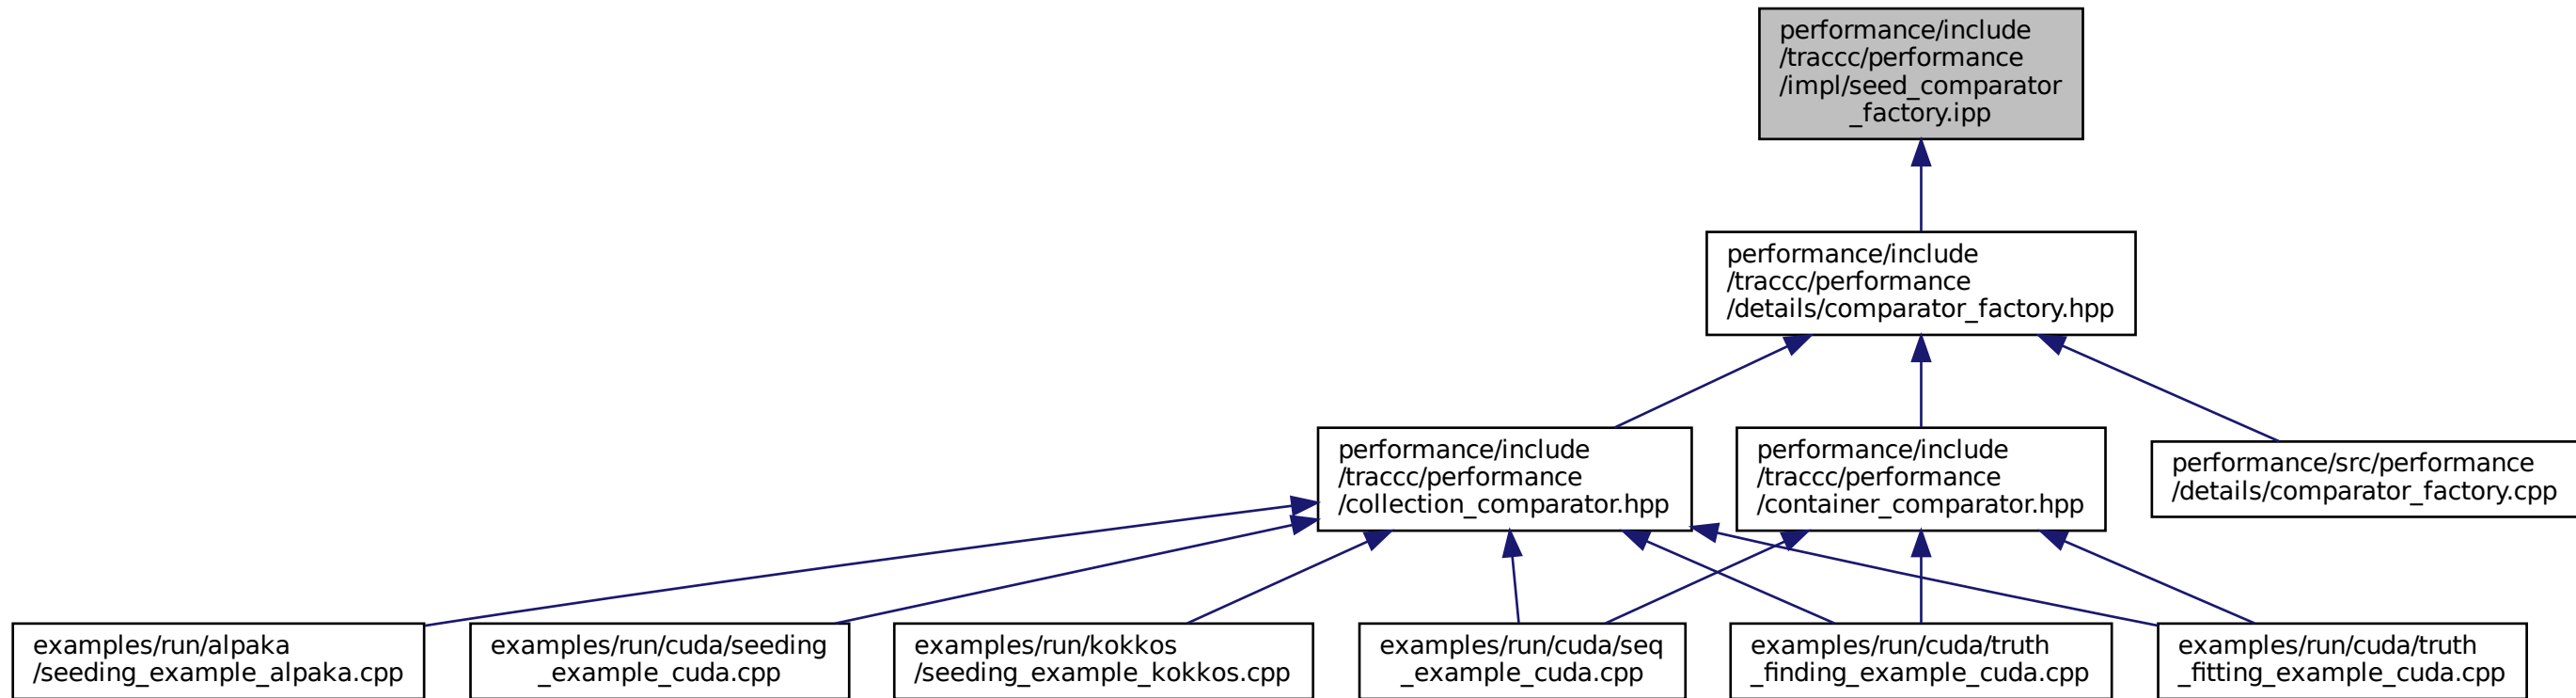 performance/include
/traccc/performance
/impl/seed_comparator
_factory.ipp
performance/include
/traccc/performance
/details/comparator_factory.hpp
performance/include
/traccc/performance
/collection_comparator.hpp
performance/include
/traccc/performance
/container_comparator.hpp
performance/src/performance
/details/comparator_factory.cpp
examples/run/alpaka
/seeding_example_alpaka.cpp
examples/run/cuda/seeding
_example_cuda.cpp
examples/run/kokkos
/seeding_example_kokkos.cpp
examples/run/cuda/seq
_example_cuda.cpp
examples/run/cuda/truth
_finding_example_cuda.cpp
examples/run/cuda/truth
_fitting_example_cuda.cpp